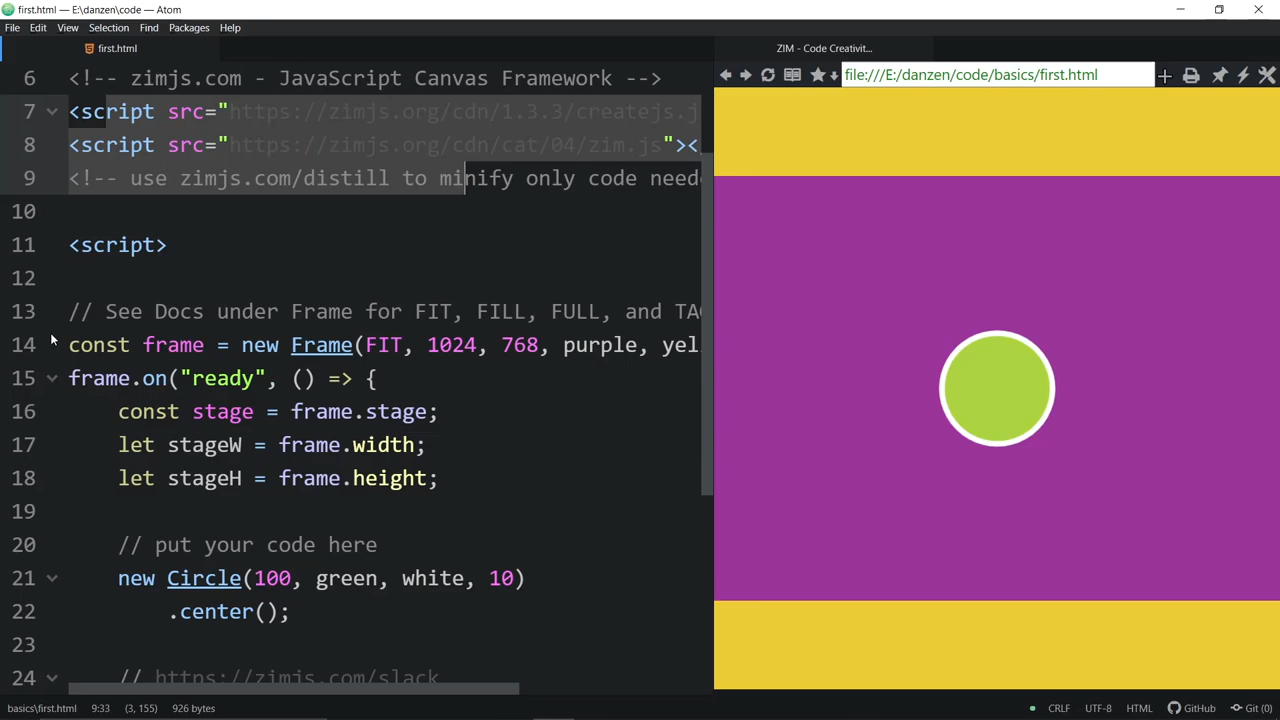 first.html — E:\danzen\code — Atom
File Edit View Selection Find Packages Help
first.html
ZIM - Code Creativit...
file:///E:/danzen/code/basics/first.html
6 <!-- zimjs.com - JavaScript Canvas Framework -->
7 <script src="https://zimjs.org/cdn/1.3.3/createjs.j
8 <script src="https://zimjs.org/cdn/cat/04/zim.js"><
9 <!-- use zimjs.com/distill to minify only code neede
10
11 <script>
12
13 // See Docs under Frame for FIT, FILL, FULL, and TAG
14 const frame = new Frame(FIT, 1024, 768, purple, yel
15 frame.on("ready", () => {
16 const stage = frame.stage;
17 let stageW = frame.width;
18 let stageH = frame.height;
19
20 // put your code here
21 new Circle(100, green, white, 10)
22 .center();
23
24 // https://zimjs.com/slack
basics\first.html 9:33 (3, 155) 926 bytes CRLF UTF-8 HTML GitHub Git (0)